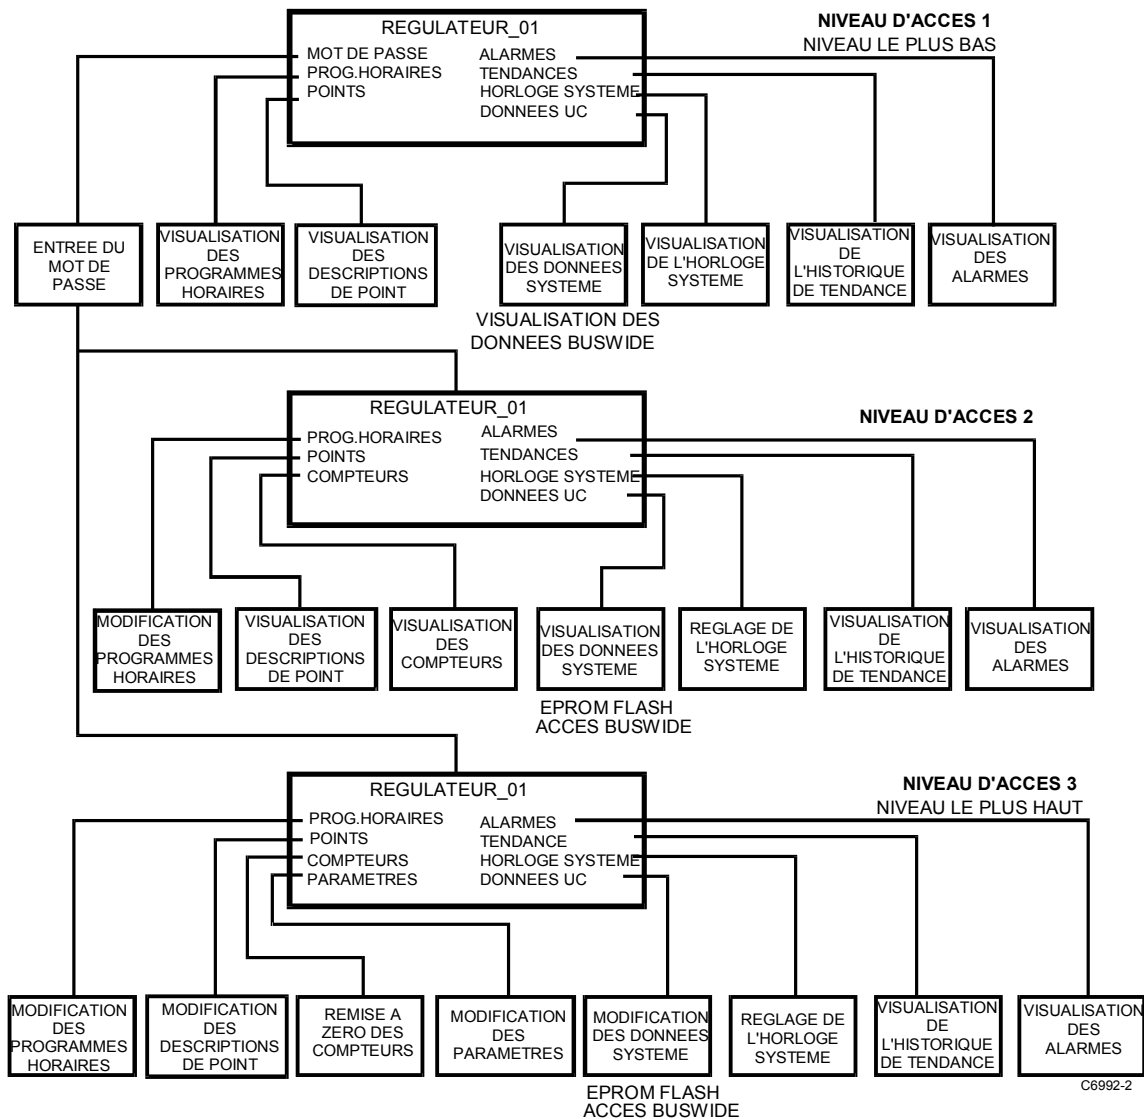 REGULATEUR_01
NIVEAU D'ACCES 1
NIVEAU LE PLUS BAS
MOT DE PASSE
PROG.HORAIRES
POINTS
ALARMES
TENDANCES
HORLOGE SYSTEME
DONNEES UC
ENTREE DU
MOT DE
PASSE
VISUALISATION
DES
PROGRAMMES
HORAIRES
VISUALISATION
DES
DESCRIPTIONS
DE POINT
VISUALISATION
DES DONNEES
SYSTEME
VISUALISATION
DE L'HORLOGE
SYSTEME
VISUALISATION
DE
L'HISTORIQUE
DE TENDANCE
VISUALISATION
DES
ALARMES
VISUALISATION DES
DONNEES BUSWIDE
REGULATEUR_01
NIVEAU D'ACCES 2
PROG.HORAIRES
POINTS
COMPTEURS
ALARMES
TENDANCES
HORLOGE SYSTEME
DONNEES UC
MODIFICATION
DES
PROGRAMMES
HORAIRES
VISUALISATION
DES
DESCRIPTIONS
DE POINT
VISUALISATION
DES
COMPTEURS
VISUALISATION
DES DONNEES
SYSTEME
REGLAGE DE
L'HORLOGE
SYSTEME
VISUALISATION
DE
L'HISTORIQUE
DE TENDANCE
VISUALISATION
DES
ALARMES
EPROM FLASH
ACCES BUSWIDE
REGULATEUR_01
NIVEAU D'ACCES 3
NIVEAU LE PLUS HAUT
PROG.HORAIRES
POINTS
COMPTEURS
PARAMETRES
ALARMES
TENDANCE
HORLOGE SYSTEME
DONNEES UC
MODIFICATION
DES
PROGRAMMES
HORAIRES
MODIFICATION
DES
DESCRIPTIONS
DE POINT
REMISE A
ZERO DES
COMPTEURS
MODIFICATION
DES
PARAMETRES
MODIFICATION
DES DONNEES
SYSTEME
REGLAGE DE
L'HORLOGE
SYSTEME
VISUALISATION
DE
L'HISTORIQUE
DE TENDANCE
VISUALISATION
DES
ALARMES
EPROM FLASH
ACCES BUSWIDE
C6992-2